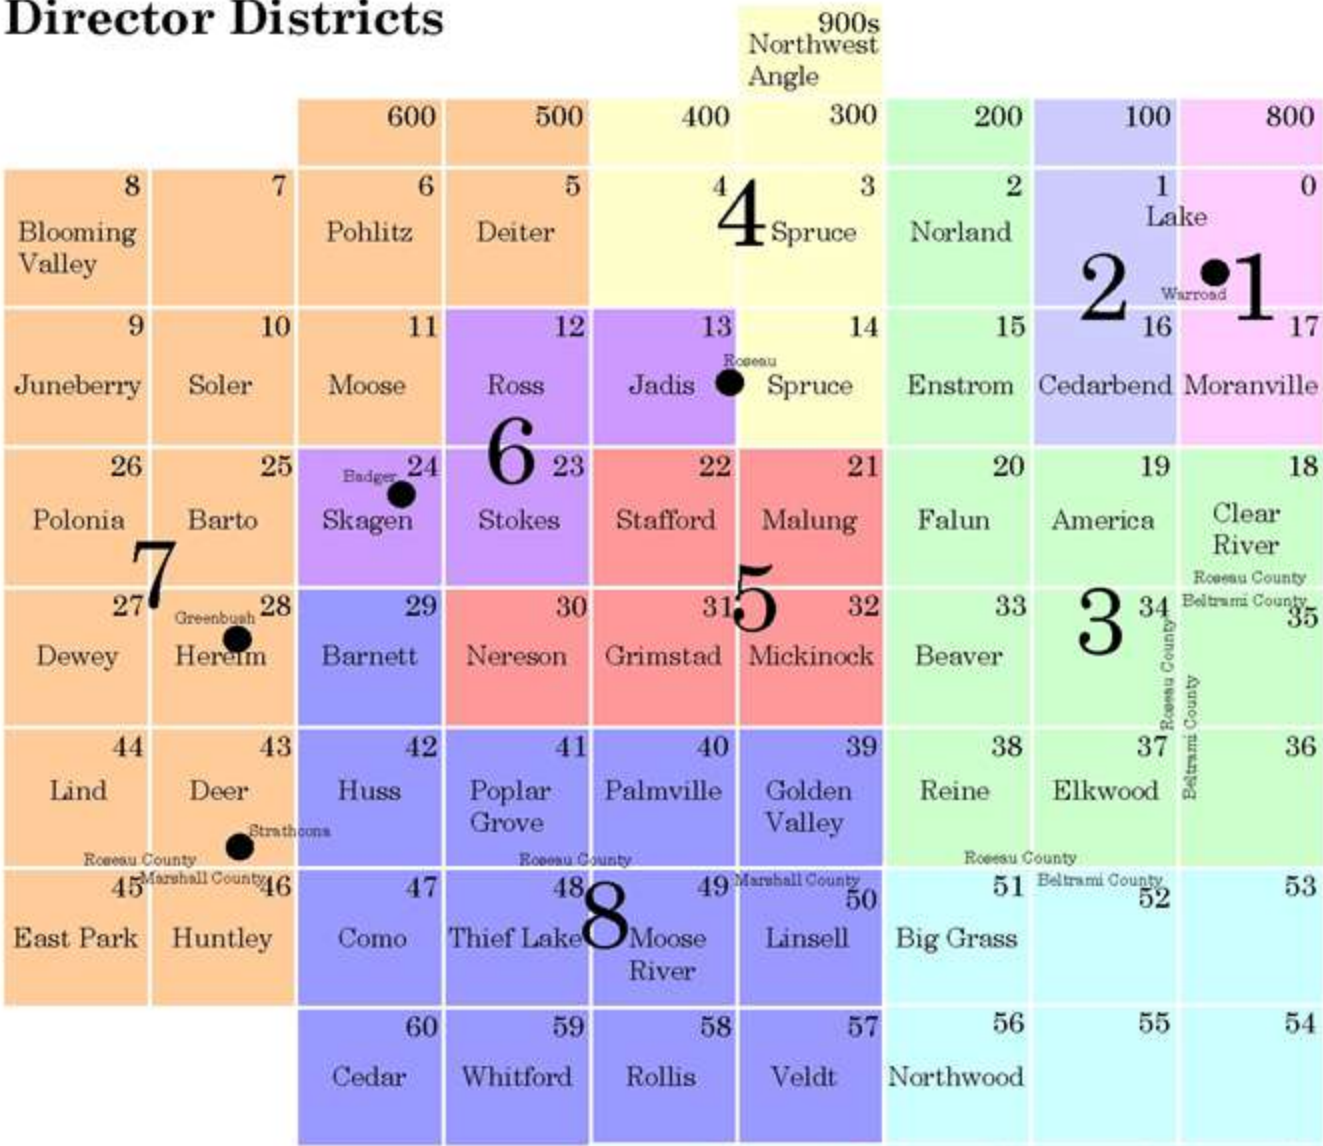 Director Districts
900s
Northwest
Angle
600 500 400 300 200 100 800
8 7 6 5 4 3 2 1 0
4
Blooming
Valley
Pohlitz Deiter Spruce Norland Lake
2 1
Warroad
9 10 11 12 13 14 15 16 17
Roseau
Juneberry Soler Moose Ross Jadis Spruce Enstrom Cedarbend Moranville
6
26 25 24 23 22 21 20 19 18
Badger
Polonia Barto Skagen Stokes Stafford Malung Falun America Clear
River
7
5
3
Roseau County
Beltrami County
27 28 29 30 31 32 33 34 35
Greenbush
Dewey Hereim Barnett Nereson Grimstad Mickinock Beaver
Roseau County
Beltrami County
44 43 42 41 40 39 38 37 36
Lind Deer Huss Poplar
Grove
Palmville Golden
Valley
Reine Elkwood
Strathcona
Roseau County Roseau County Roseau County
Marshall County Marshall County Beltrami County
45 46 47 48 49 50 51 52 53
8
East Park Huntley Como Thief Lake Moose
River
Linsell Big Grass
60 59 58 57 56 55 54
Cedar Whitford Rollis Veldt Northwood